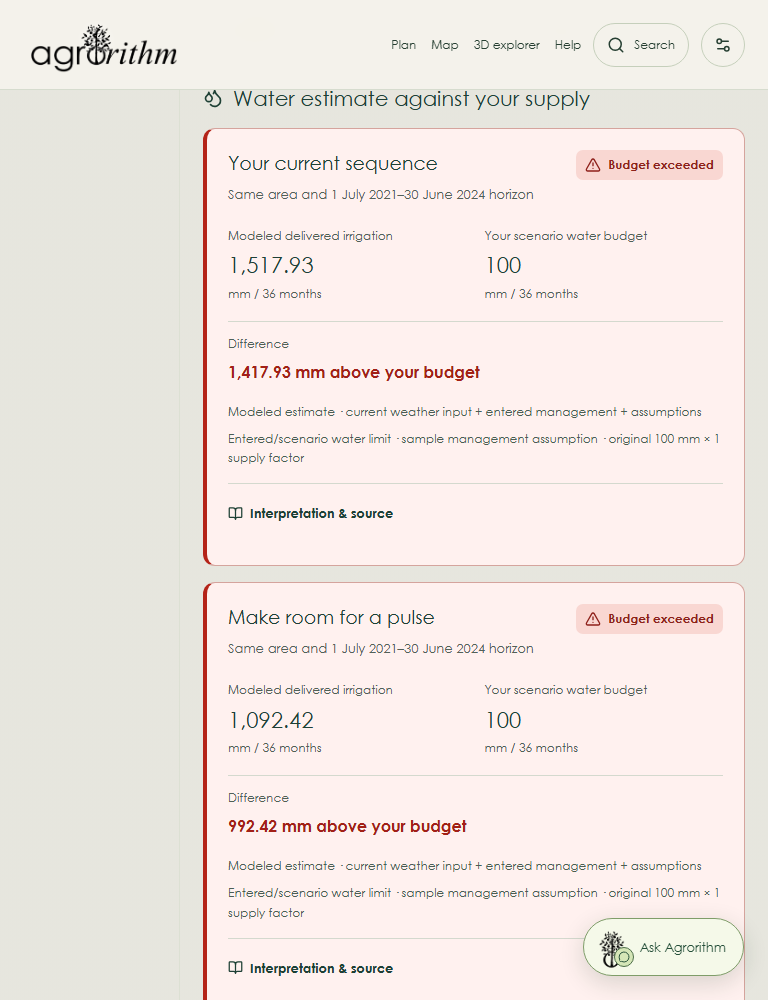 agrorithm
Plan Map 3D explorer Help Search
Water estimate against your supply
Your current sequence
Budget exceeded
Same area and 1 July 2021–30 June 2024 horizon
Modeled delivered irrigation
Your scenario water budget
1,517.93
100
mm / 36 months
mm / 36 months
Difference
1,417.93 mm above your budget
Modeled estimate · current weather input + entered management + assumptions
Entered/scenario water limit · sample management assumption · original 100 mm × 1
supply factor
Interpretation & source
Make room for a pulse
Budget exceeded
Same area and 1 July 2021–30 June 2024 horizon
Modeled delivered irrigation
Your scenario water budget
1,092.42
100
mm / 36 months
mm / 36 months
Difference
992.42 mm above your budget
Modeled estimate · current weather input + entered management + assumptions
Entered/scenario water limit · sample management assumption · original 100 mm × 1
supply factor
Ask Agrorithm
Interpretation & source